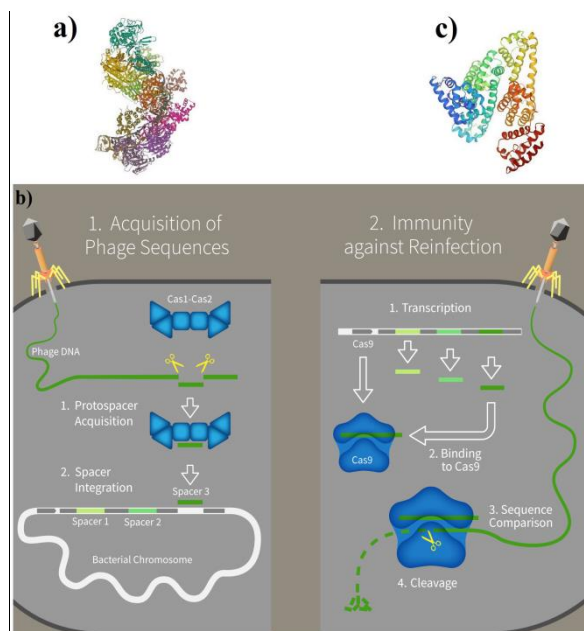 a)
c)
b)
1. Acquisition of
Phage Sequences
Cas1-Cas2
Phage DNA
1. Protospacer
Acquisition
2. Spacer
Integration
Spacer 3
Spacer 1
Spacer 2
Bacterial Chromosome
2. Immunity
against Reinfection
1. Transcription
Cas9
Cas9
2. Binding
to Cas9
3. Sequence
Comparison
4. Cleavage